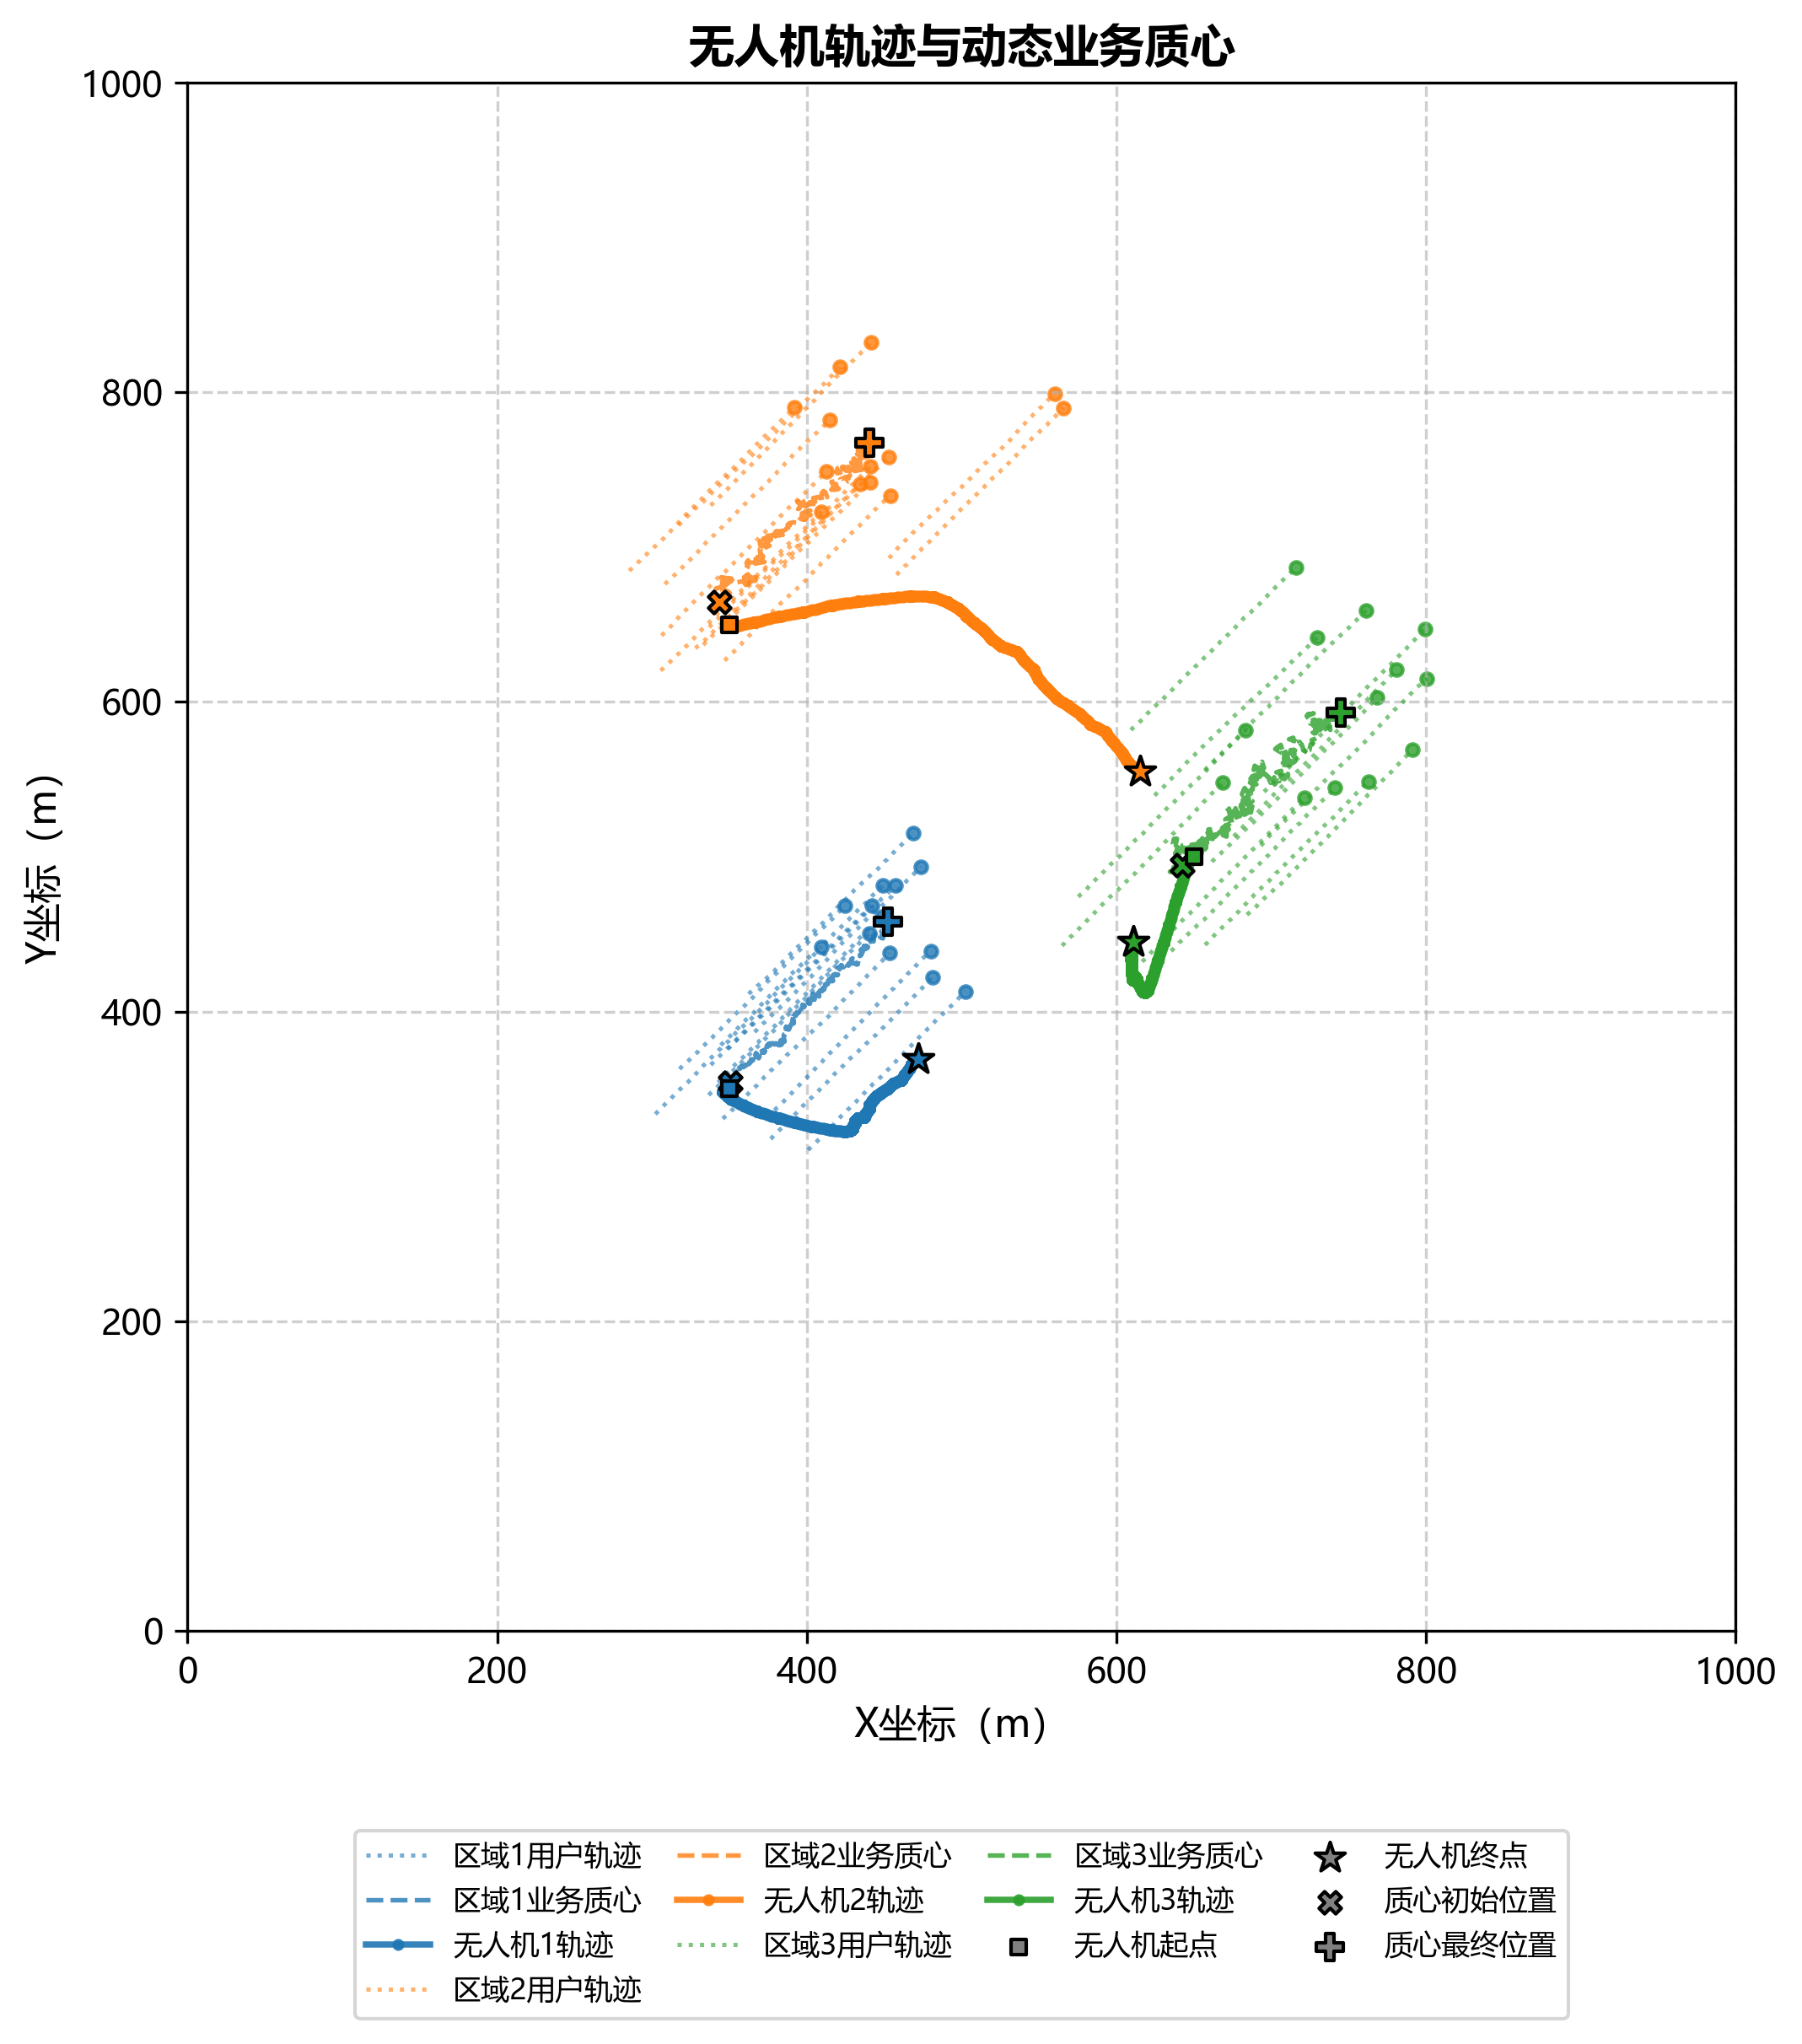 无人机轨迹与动态业务质心
1000
800
600
400
200
0
Y坐标（m）
0 200 400 600 800 1000
X坐标（m）
区域1用户轨迹 区域2业务质心 区域3业务质心 无人机终点
区域1业务质心 无人机2轨迹 无人机3轨迹 质心初始位置
无人机1轨迹 区域3用户轨迹 无人机起点 质心最终位置
区域2用户轨迹